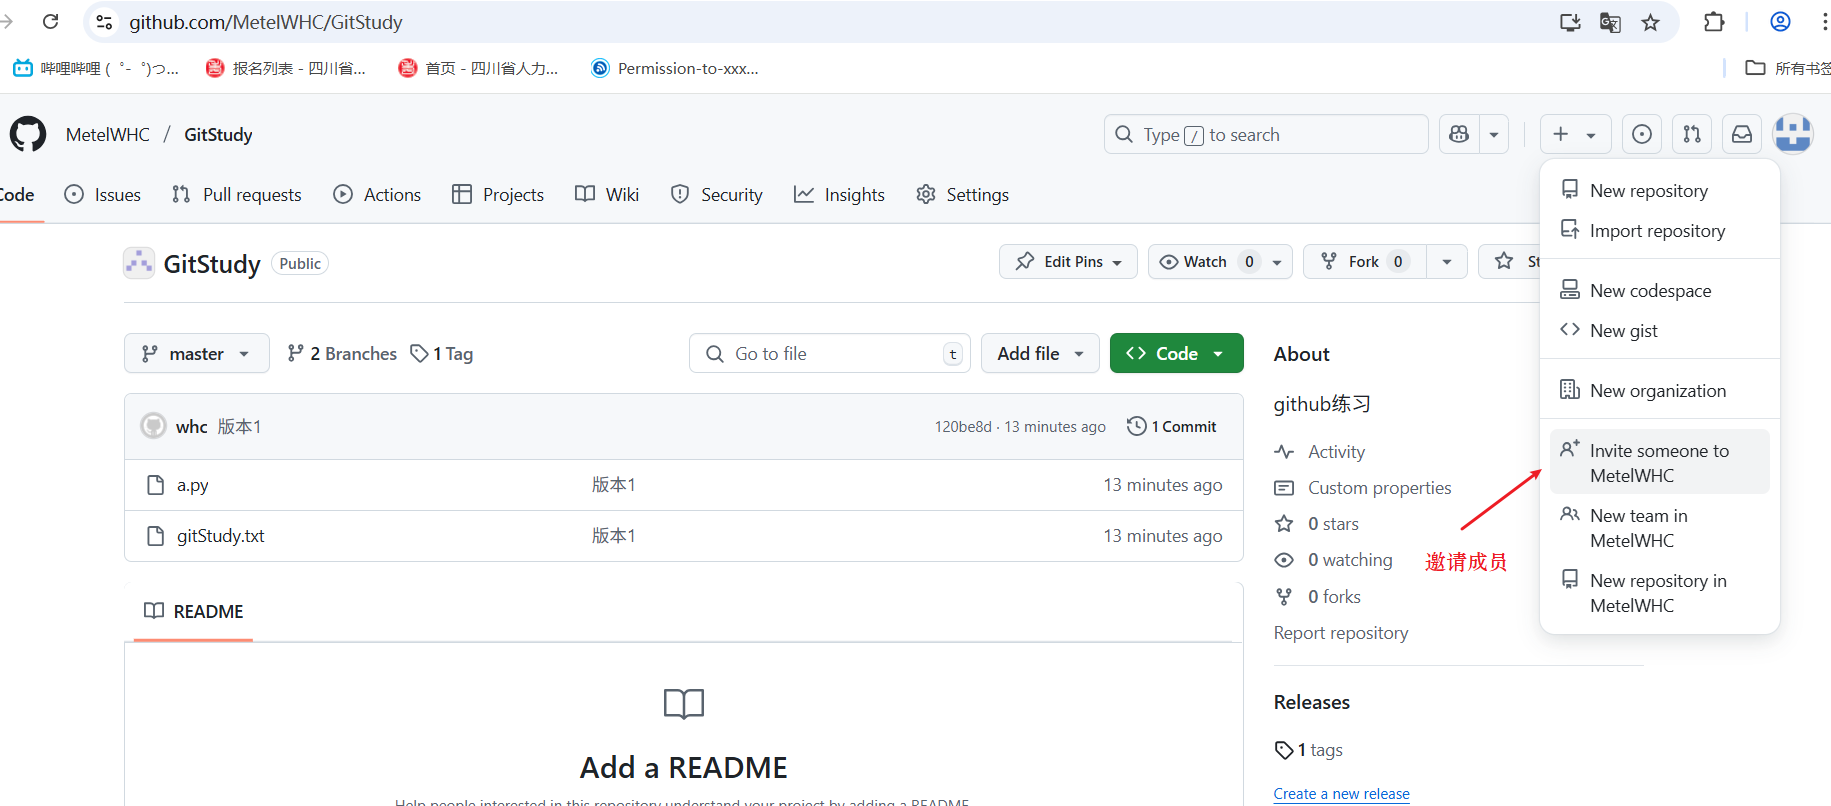 github.com/MetelWHC/GitStudy
哔哩哔哩 (゜-゜)つ...
报名列表 - 四川省...
首页 - 四川省人力...
Permission-to-xxx...
所有书签
MetelWHC / GitStudy
Type / to search
Code
Issues
Pull requests
Actions
Projects
Wiki
Security
Insights
Settings
New repository
Import repository
New codespace
New gist
New organization
Invite someone to
MetelWHC
New team in
MetelWHC
New repository in
MetelWHC
邀请成员
GitStudy Public
Edit Pins
Watch 0
Fork 0
St
master
2 Branches
1 Tag
Go to file t
Add file
Code
whc 版本1
120be8d · 13 minutes ago
1 Commit
a.py 版本1 13 minutes ago
gitStudy.txt 版本1 13 minutes ago
README
Add a README
Help people interested in this repository understand your project by adding a README.
About
github练习
Activity
Custom properties
0 stars
0 watching
0 forks
Report repository
Releases
1 tags
Create a new release